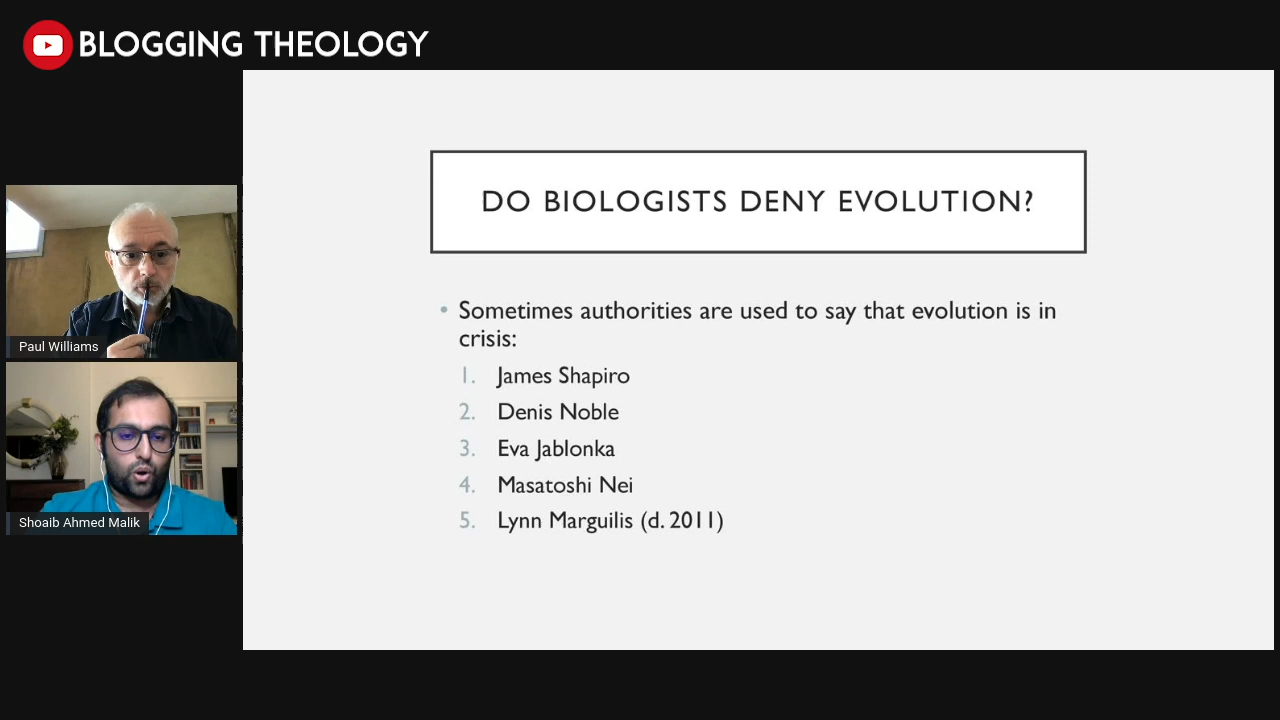 BLOGGING THEOLOGY
DO BIOLOGISTS DENY EVOLUTION?
• Sometimes authorities are used to say that evolution is in
crisis:
1. James Shapiro
2. Denis Noble
3. Eva Jablonka
4. Masatoshi Nei
5. Lynn Marguilis (d. 2011)
Paul Williams
Shoaib Ahmed Malik